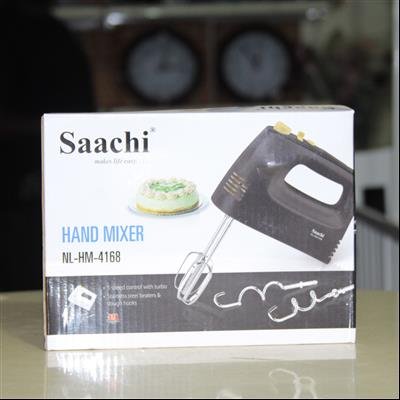 Saachi®
makes life easy
HAND MIXER
NL-HM-4168
• 5 speed control with turbo
• Stainless steel beaters &
dough hooks
Saachi